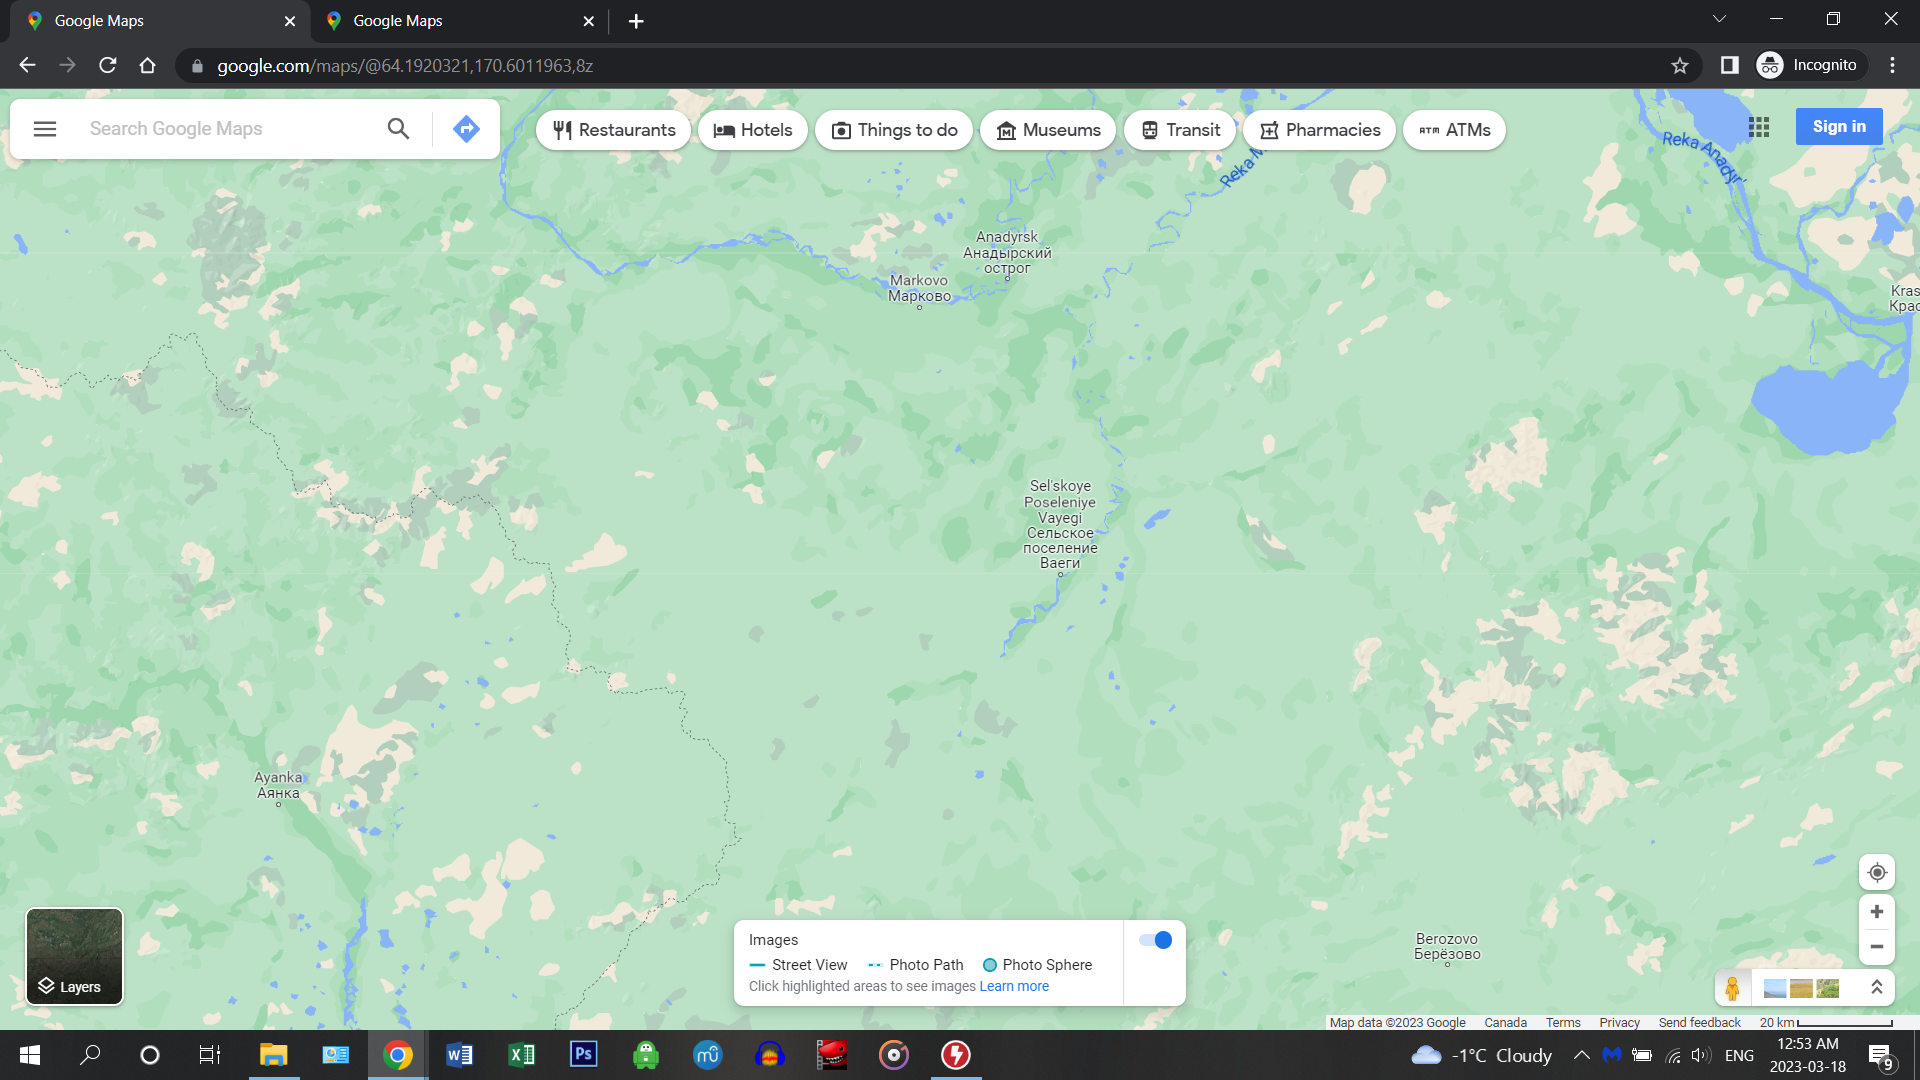 Google Maps
Google Maps
google.com/maps/@64.1920321,170.6011963,8z
Incognito
Search Google Maps
Restaurants
Hotels
Things to do
Museums
Transit
Pharmacies
ATM ATMs
Sign in
Reka Anadyr'
Anadyrsk
Анадырский
острог
Markovo
Марково
Kras
Крас
Sel'skoye
Poseleniye
Vayegi
Сельское
поселение
Ваеги
Ayanka
Аянка
Berozovo
Берёзово
Layers
Images
Street View
Photo Path
Photo Sphere
Click highlighted areas to see images Learn more
Map data ©2023 Google
Canada
Terms
Privacy
Send feedback
20 km
W
X
Ps
-1°C Cloudy
ENG
12:53 AM
2023-03-18
9